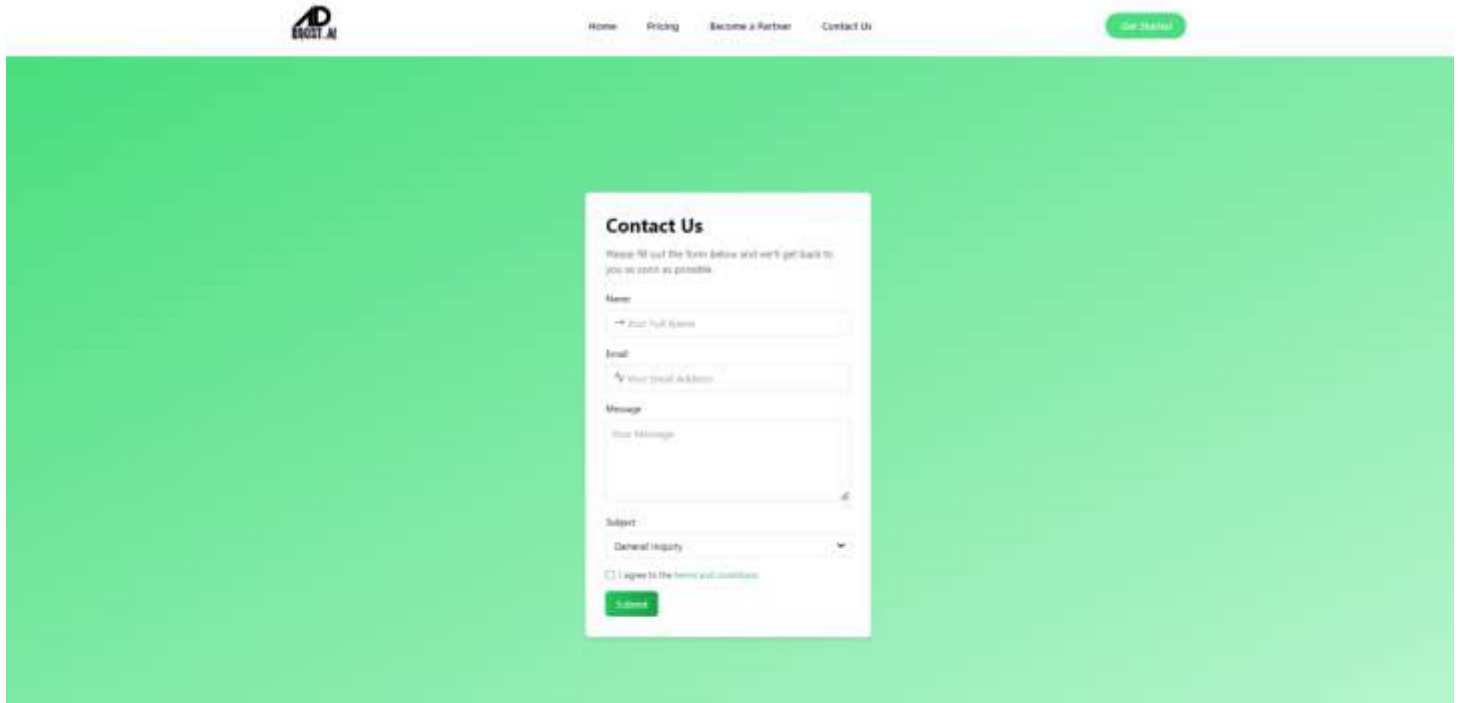 AD
BOOST.AI
Home Pricing Become a Partner Contact Us
Get Started
Contact Us
Please fill out the form below and we'll get back to
you as soon as possible.
Name
Your Full Name
Email
Your Email Address
Message
Your Message
Subject
General Inquiry
I agree to the terms and conditions
Submit